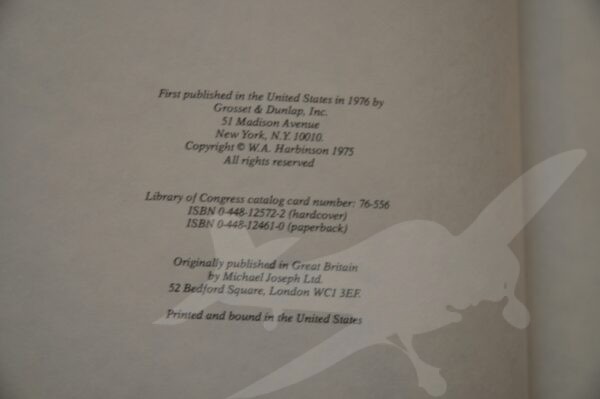 First published in the United States in 1976 by
Grosset & Dunlap, Inc.
51 Madison Avenue
New York, N.Y. 10010.
Copyright © W.A. Harbinson 1975
All rights reserved
Library of Congress catalog card number: 76-556
ISBN 0-448-12572-2 (hardcover)
ISBN 0-448-12461-0 (paperback)
Originally published in Great Britain
by Michael Joseph Ltd.
52 Bedford Square, London WC1 3EF.
Printed and bound in the United States